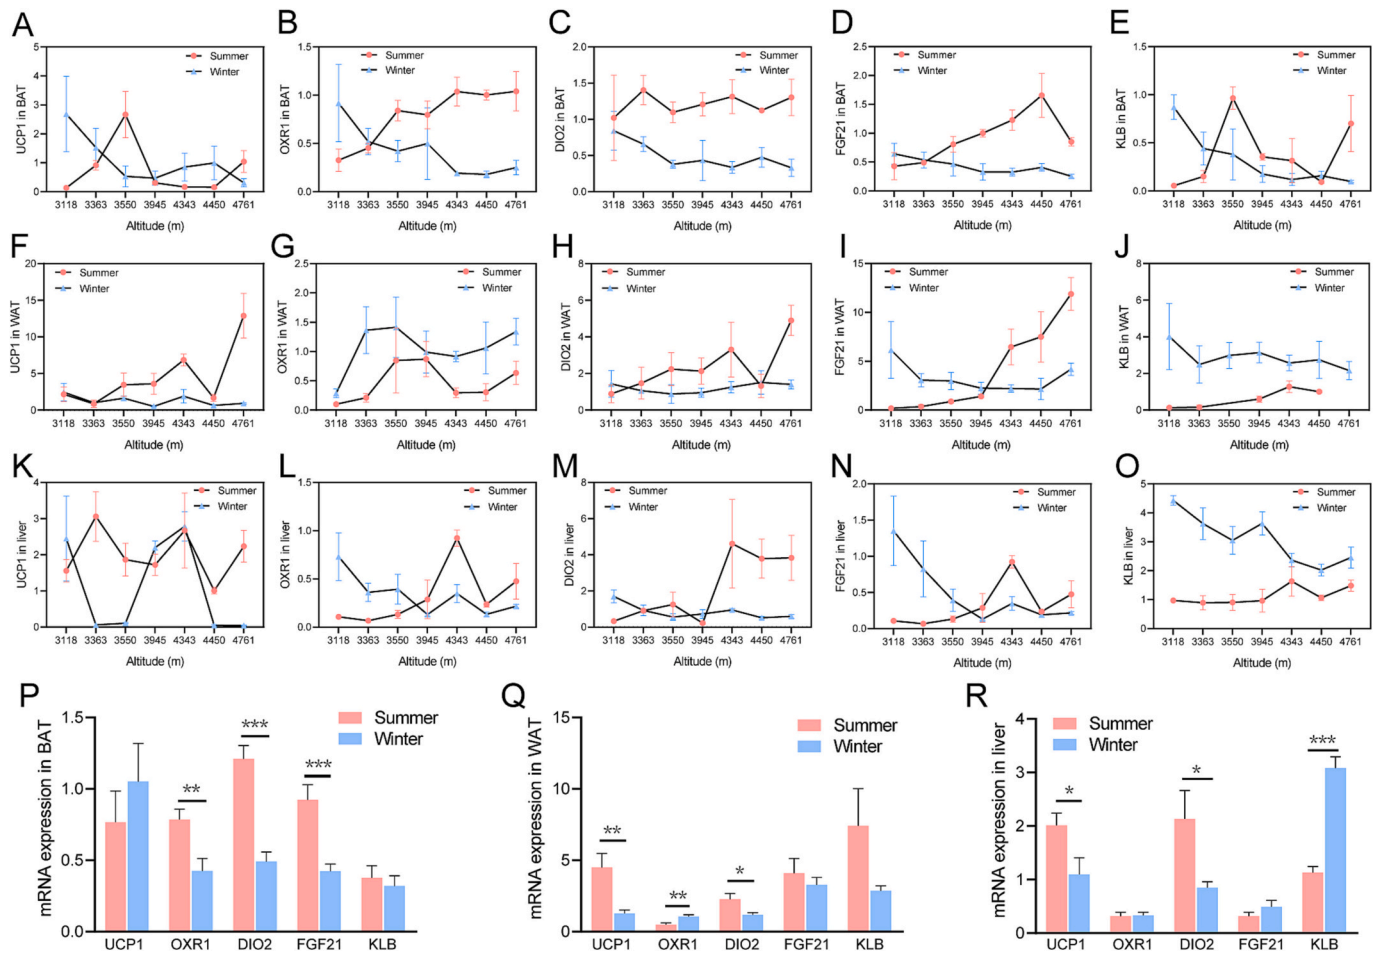 A
UCP1 in BAT
5
4
3
2
1
0
Summer
Winter
3118 3363 3550 3945 4343 4450 4761
Altitude (m)
B
OXR1 in BAT
1.5
1.0
0.5
0.0
Summer
Winter
3118 3363 3550 3945 4343 4450 4761
Altitude (m)
C
DIO2 in BAT
2.0
1.5
1.0
0.5
0.0
Summer
Winter
3118 3363 3550 3945 4343 4450 4761
Altitude (m)
D
FGF21 in BAT
2.5
2.0
1.5
1.0
0.5
0.0
Summer
Winter
3118 3363 3550 3945 4343 4450 4761
Altitude (m)
E
KLB in BAT
1.5
1.0
0.5
0.0
Summer
Winter
3118 3363 3550 3945 4343 4450 4761
Altitude (m)
F
UCP1 in WAT
20
15
10
5
0
Summer
Winter
3118 3363 3550 3945 4343 4450 4761
Altitude (m)
G
OXR1 in WAT
2.0
1.5
1.0
0.5
0.0
Summer
Winter
3118 3363 3550 3945 4343 4450 4761
Altitude (m)
H
DIO2 in WAT
8
6
4
2
0
Summer
Winter
3118 3363 3550 3945 4343 4450 4761
Altitude (m)
I
FGF21 in WAT
15
10
5
0
Summer
Winter
3118 3363 3550 3945 4343 4450 4761
Altitude (m)
J
KLB in WAT
8
6
4
2
0
Summer
Winter
3118 3363 3550 3945 4343 4450 4761
Altitude (m)
K
UCP1 in liver
4
3
2
1
0
Summer
Winter
3118 3363 3550 3945 4343 4450 4761
Altitude (m)
L
OXR1 in liver
1.5
1.0
0.5
0.0
Summer
Winter
3118 3363 3550 3945 4343 4450 4761
Altitude (m)
M
DIO2 in liver
8
6
4
2
0
Summer
Winter
3118 3363 3550 3945 4343 4450 4761
Altitude (m)
N
FGF21 in liver
2.0
1.5
1.0
0.5
0.0
Summer
Winter
3118 3363 3550 3945 4343 4450 4761
Altitude (m)
O
KLB in liver
5
4
3
2
1
0
Summer
Winter
3118 3363 3550 3945 4343 4450 4761
Altitude (m)
P
mRNA expression in BAT
1.5
1.0
0.5
0.0
Summer
Winter
**
***
***
UCP1 OXR1 DIO2 FGF21 KLB
Q
mRNA expression in WAT
15
10
5
0
Summer
Winter
**
**
*
UCP1 OXR1 DIO2 FGF21 KLB
R
mRNA expression in liver
4
3
2
1
0
Summer
Winter
*
*
***
UCP1 OXR1 DIO2 FGF21 KLB